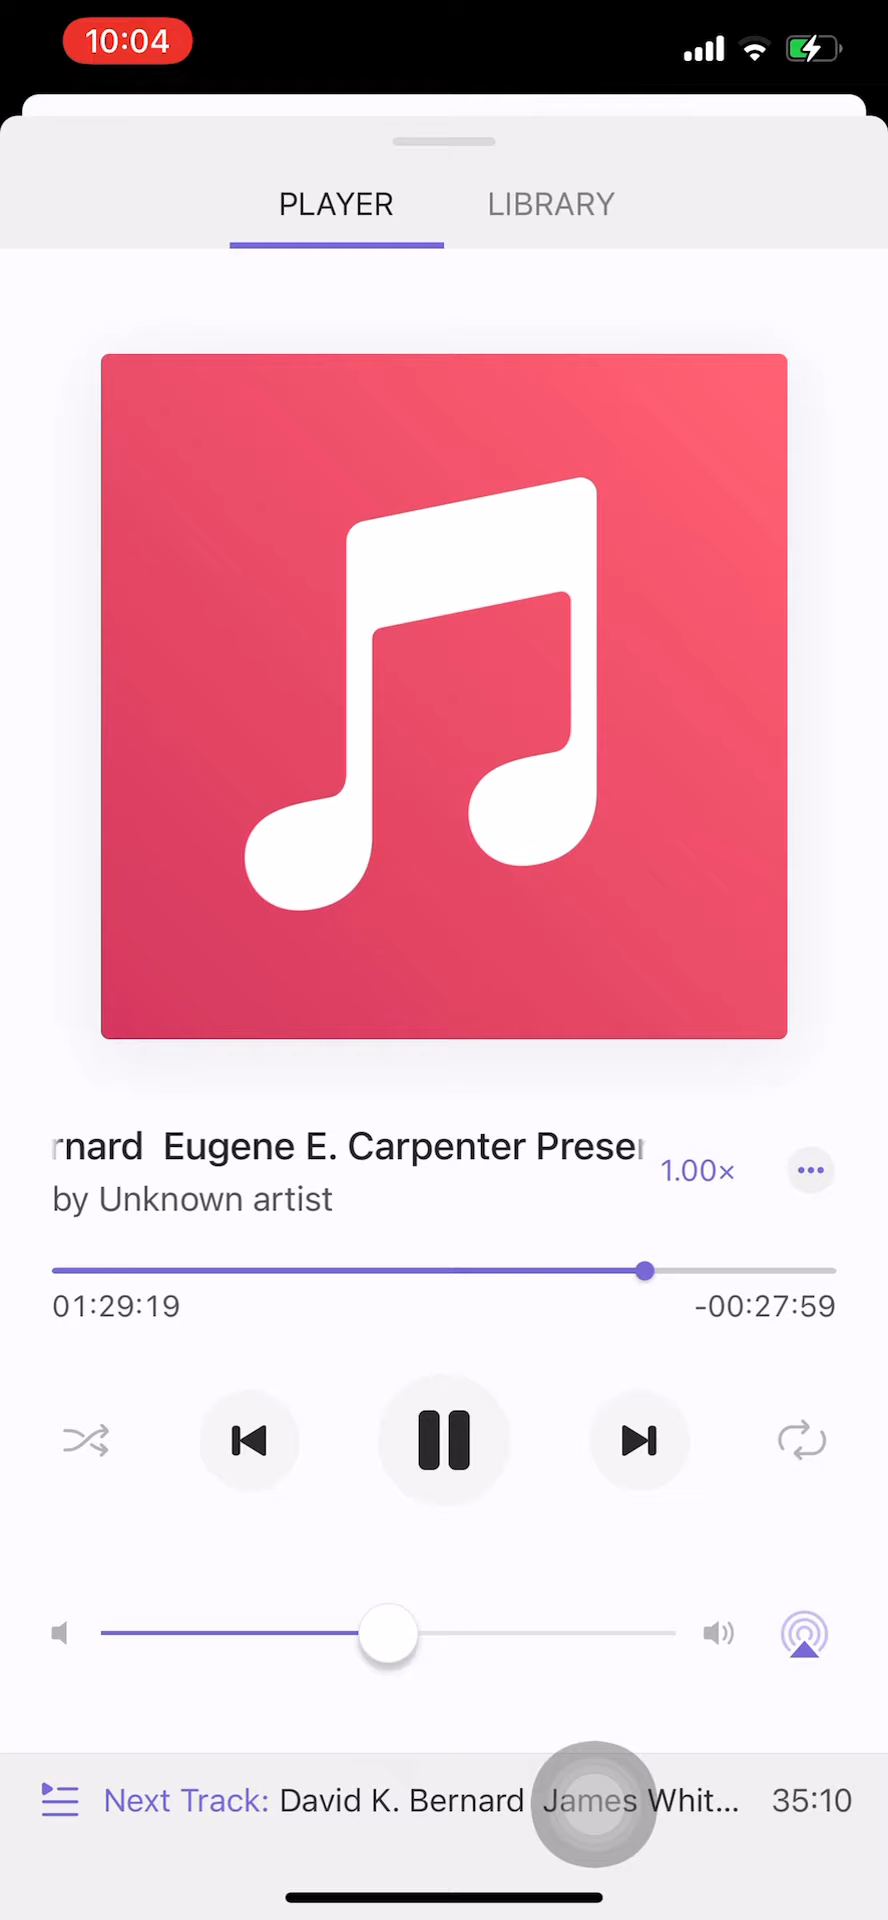 10:04
PLAYER LIBRARY
rnard Eugene E. Carpenter Preser
1.00×
by Unknown artist
01:29:19 -00:27:59
Next Track: David K. Bernard James Whit... 35:10